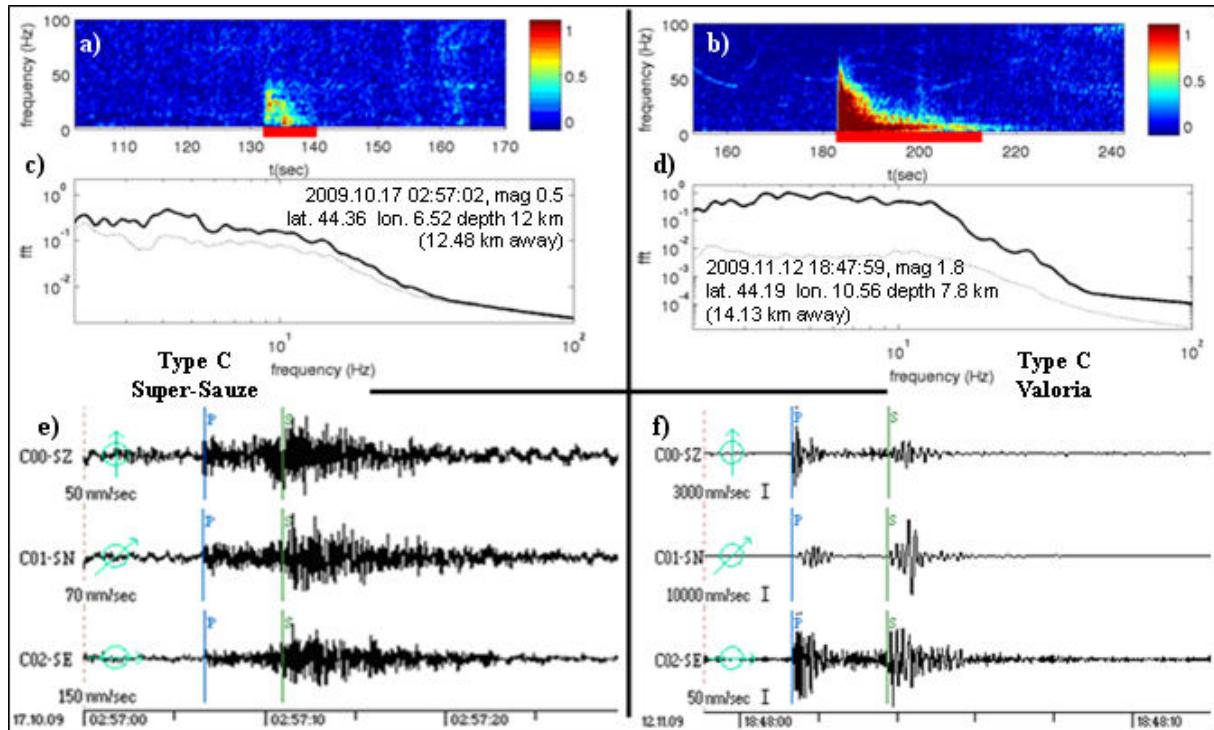 a)
frequency (Hz)
100
50
0
1
0.5
0
110 120 130 140 150 160 170
t(sec)
b)
frequency (Hz)
100
50
0
1
0.5
0
160 180 200 220 240
t(sec)
c)
fft
10^0
10^-1
10^-2
2009.10.17 02:57:02, mag 0.5
lat. 44.36 lon. 6.52 depth 12 km
(12.48 km away)
10^1 10^2
frequency (Hz)
Type C
Super-Sauze
d)
fft
10^0
10^-1
10^-2
10^-3
10^-4
2009.11.12 18:47:59, mag 1.8
lat. 44.19 lon. 10.56 depth 7.8 km
(14.13 km away)
10^1 10^2
frequency (Hz)
Type C
Valoria
e)
P S
C00-SZ
50 nm/sec
P S
C01-SN
70 nm/sec
P S
C02-SE
150 nm/sec
17.10.09 02:57:00 02:57:10 02:57:20
f)
P S
C00-SZ
3000 nm/sec I
P S
C01-SN
10000 nm/sec I
P S
C02-SE
50 nm/sec I
12.11.09 18:48:00 18:48:10